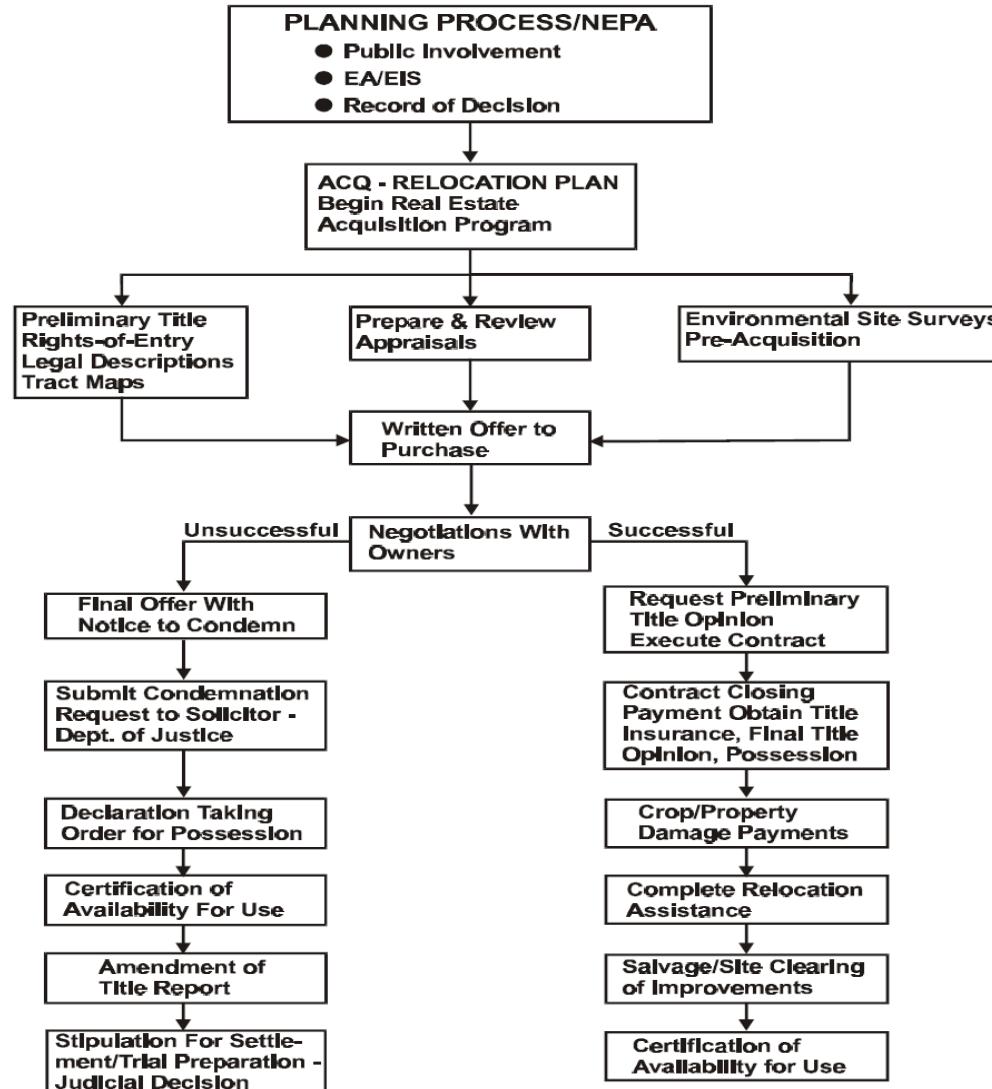 PLANNING PROCESS/NEPA
● Public Involvement
● EA/EIS
● Record of Decision
ACQ - RELOCATION PLAN
Begin Real Estate
Acquisition Program
Preliminary Title
Rights-of-Entry
Legal Descriptions
Tract Maps
Prepare & Review
Appraisals
Environmental Site Surveys
Pre-Acquisition
Written Offer to
Purchase
Negotiations With
Owners
Unsuccessful
Successful
Final Offer With
Notice to Condemn
Submit Condemnation
Request to Solicitor -
Dept. of Justice
Declaration Taking
Order for Possession
Certification of
Availability For Use
Amendment of
Title Report
Stipulation For Settle-
ment/Trial Preparation -
Judicial Decision
Request Preliminary
Title Opinion
Execute Contract
Contract Closing
Payment Obtain Title
Insurance, Final Title
Opinion, Possession
Crop/Property
Damage Payments
Complete Relocation
Assistance
Salvage/Site Clearing
of Improvements
Certification of
Availability for Use